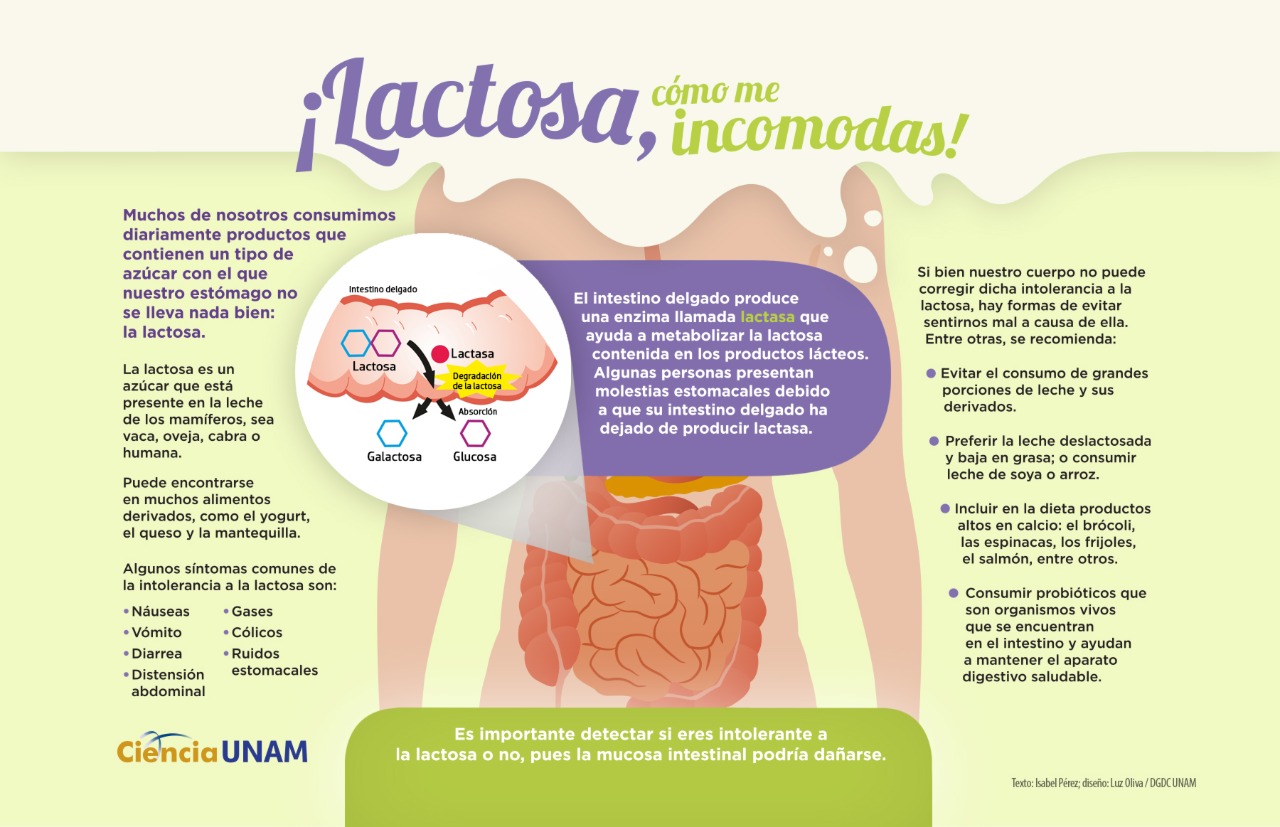 ¡Lactosa, cómo me
incomodas!
Muchos de nosotros consumimos
diariamente productos que
contienen un tipo de
azúcar con el que
nuestro estómago no
se lleva nada bien:
la lactosa.
La lactosa es un
azúcar que está
presente en la leche
de los mamíferos, sea
vaca, oveja, cabra o
humana.
Puede encontrarse
en muchos alimentos
derivados, como el yogurt,
el queso y la mantequilla.
Algunos síntomas comunes de
la intolerancia a la lactosa son:
• Náuseas
• Vómito
• Diarrea
• Distensión
abdominal
• Gases
• Cólicos
• Ruidos
estomacales
Intestino delgado
Lactosa
Lactasa
Degradación
de la lactosa
Absorción
Galactosa
Glucosa
El intestino delgado produce
una enzima llamada lactasa que
ayuda a metabolizar la lactosa
contenida en los productos lácteos.
Algunas personas presentan
molestias estomacales debido
a que su intestino delgado ha
dejado de producir lactasa.
Si bien nuestro cuerpo no puede
corregir dicha intolerancia a la
lactosa, hay formas de evitar
sentirnos mal a causa de ella.
Entre otras, se recomienda:
• Evitar el consumo de grandes
porciones de leche y sus
derivados.
• Preferir la leche deslactosada
y baja en grasa; o consumir
leche de soya o arroz.
• Incluir en la dieta productos
altos en calcio: el brócoli,
las espinacas, los frijoles,
el salmón, entre otros.
• Consumir probióticos que
son organismos vivos
que se encuentran
en el intestino y ayudan
a mantener el aparato
digestivo saludable.
Es importante detectar si eres intolerante a
la lactosa o no, pues la mucosa intestinal podría dañarse.
Ciencia UNAM
Texto: Isabel Pérez; diseño: Luz Oliva / DGDC UNAM